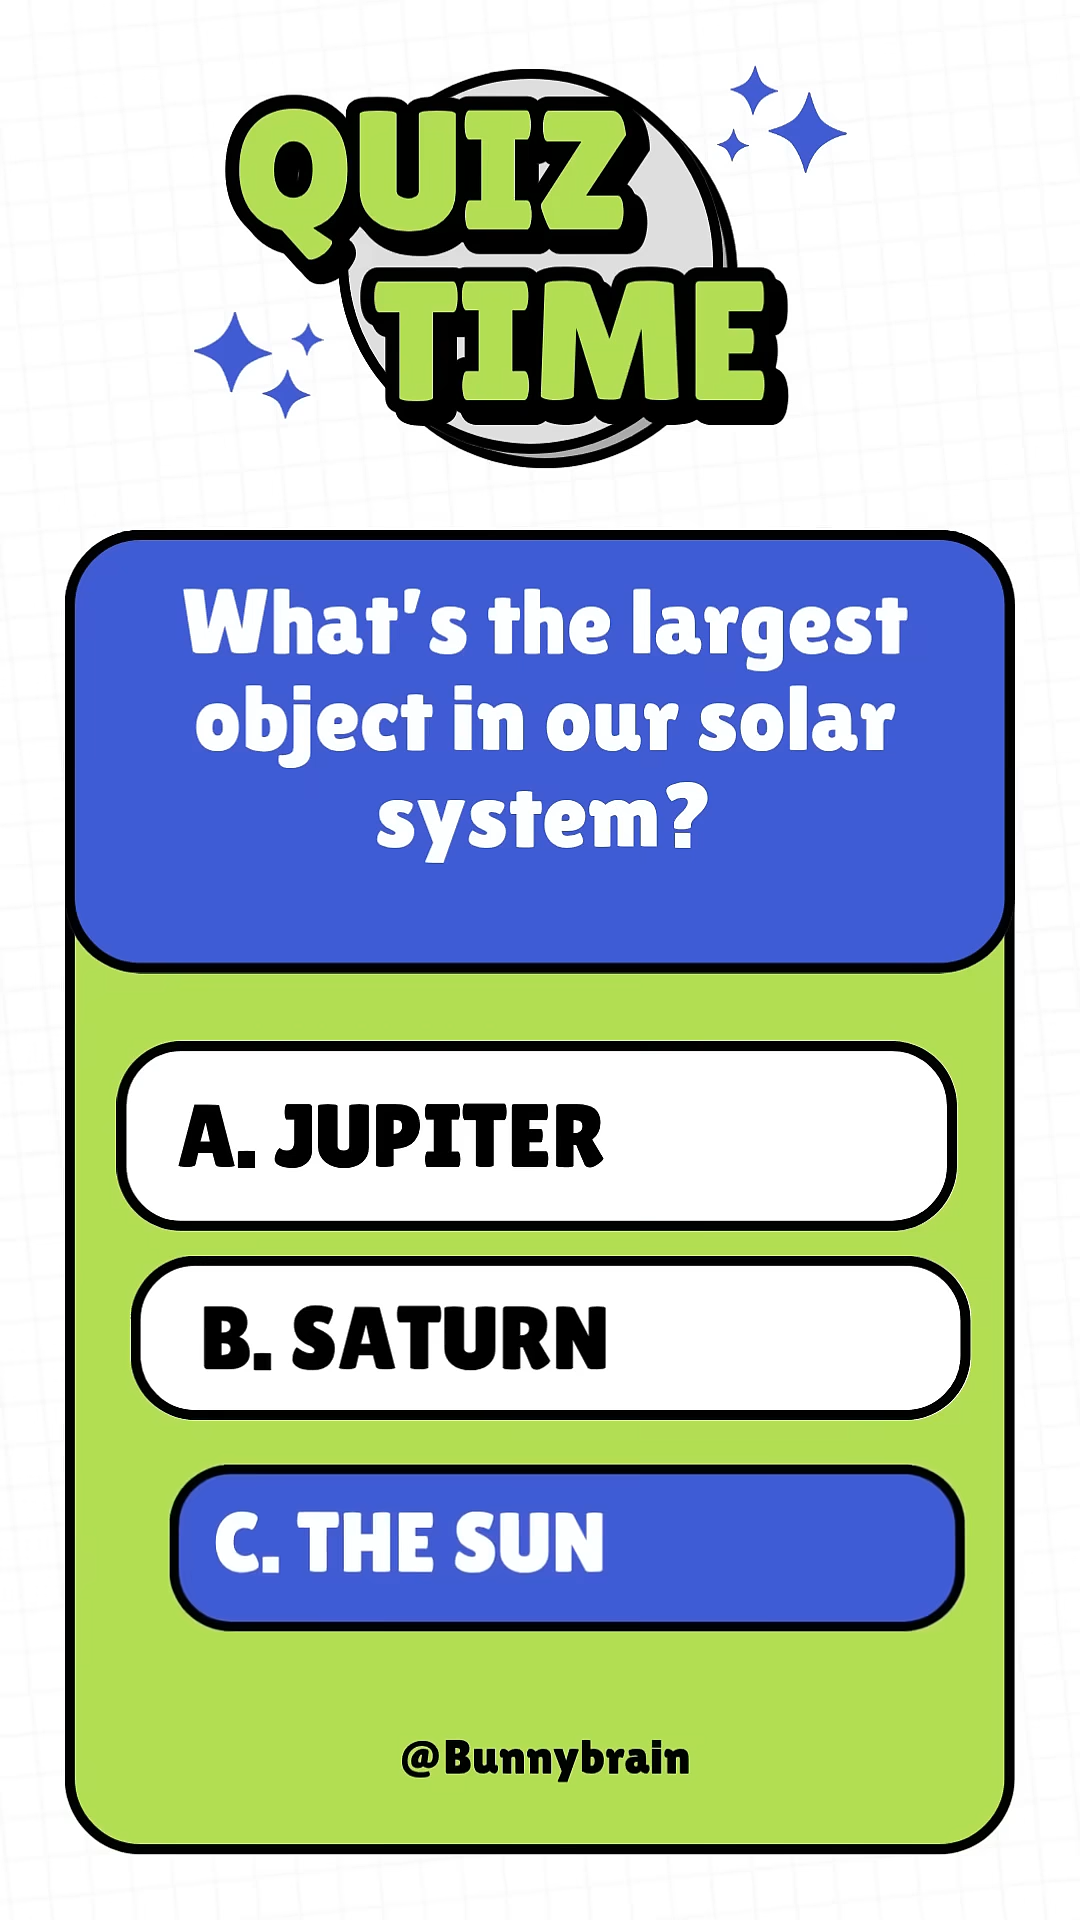 QUIZ
TIME
What's the largest
object in our solar
system?
A. JUPITER
B. SATURN
C. THE SUN
@Bunnybrain